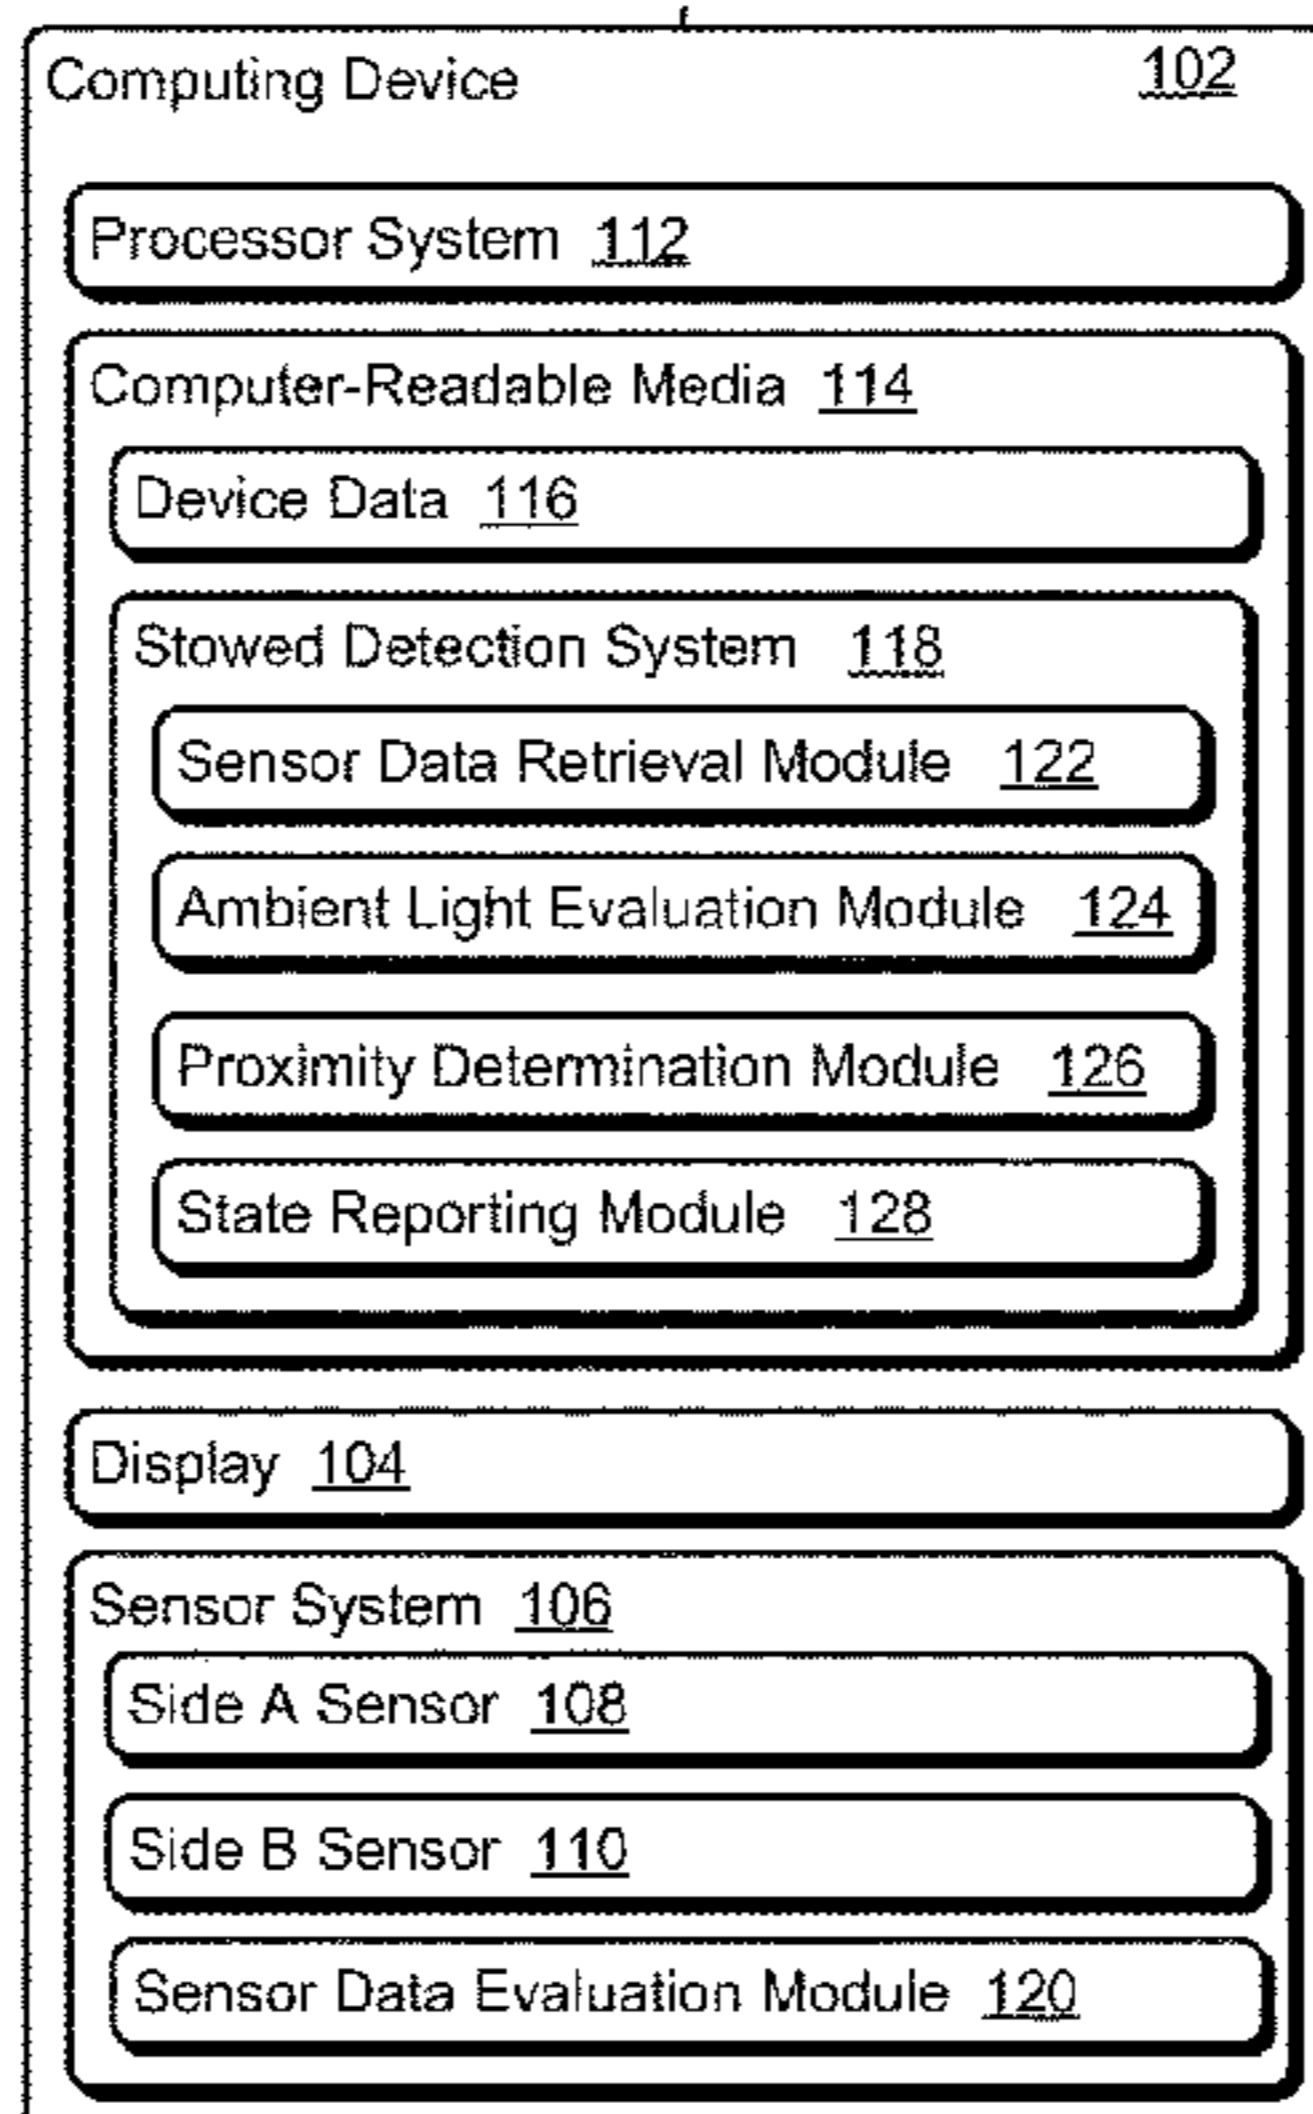 Computing Device 102
Processor System 112
Computer-Readable Media 114
Device Data 116
Stowed Detection System 118
Sensor Data Retrieval Module 122
Ambient Light Evaluation Module 124
Proximity Determination Module 126
State Reporting Module 128
Display 104
Sensor System 106
Side A Sensor 108
Side B Sensor 110
Sensor Data Evaluation Module 120